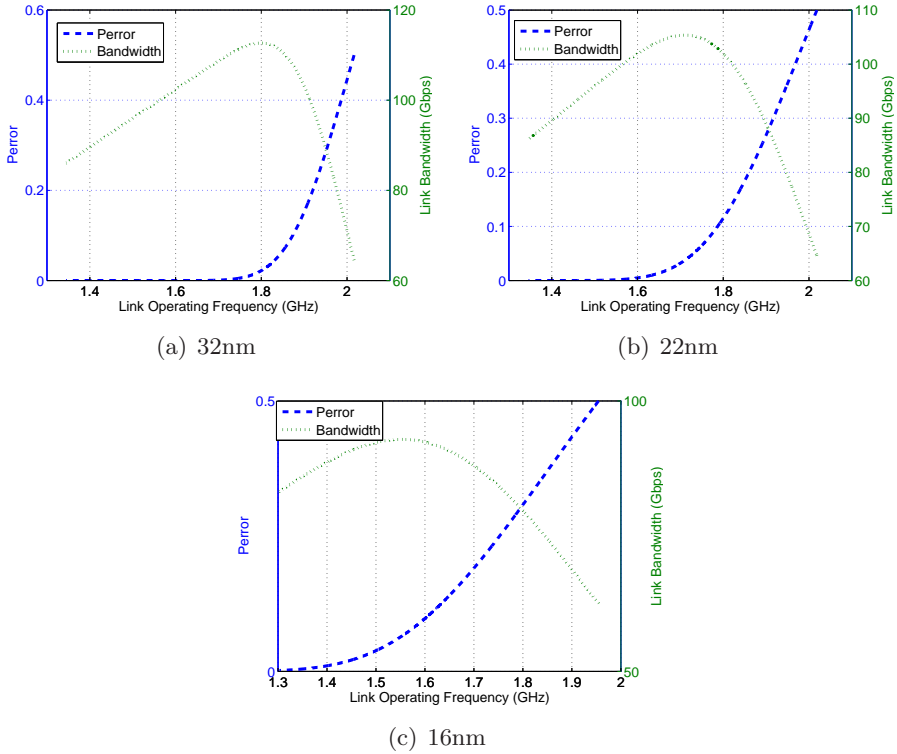 0.6
120
Perror
Bandwidth
0.4
100
Perror
Link Bandwidth (Gbps)
0.2
80
0
60
1.4 1.6 1.8 2
Link Operating Frequency (GHz)
(a) 32nm
0.5
110
Perror
Bandwidth
100
0.4
90
0.3
Perror
Link Bandwidth (Gbps)
0.2
80
0.1
70
0
60
1.4 1.6 1.8 2
Link Operating Frequency (GHz)
(b) 22nm
0.5
100
Perror
Bandwidth
Perror
Link Bandwidth (Gbps)
0
50
1.3 1.4 1.5 1.6 1.7 1.8 1.9 2
Link Operating Frequency (GHz)
(c) 16nm